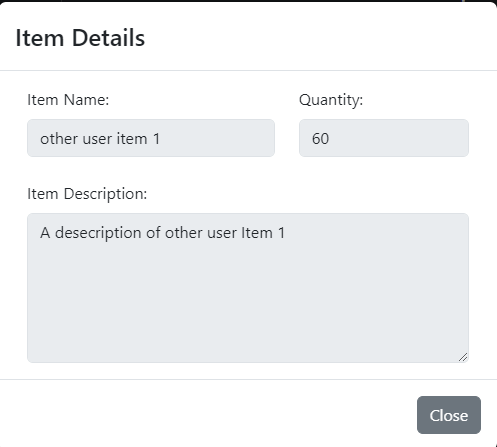 Item Details
Item Name:
Quantity:
other user item 1
60
Item Description:
A desecription of other user Item 1
Close